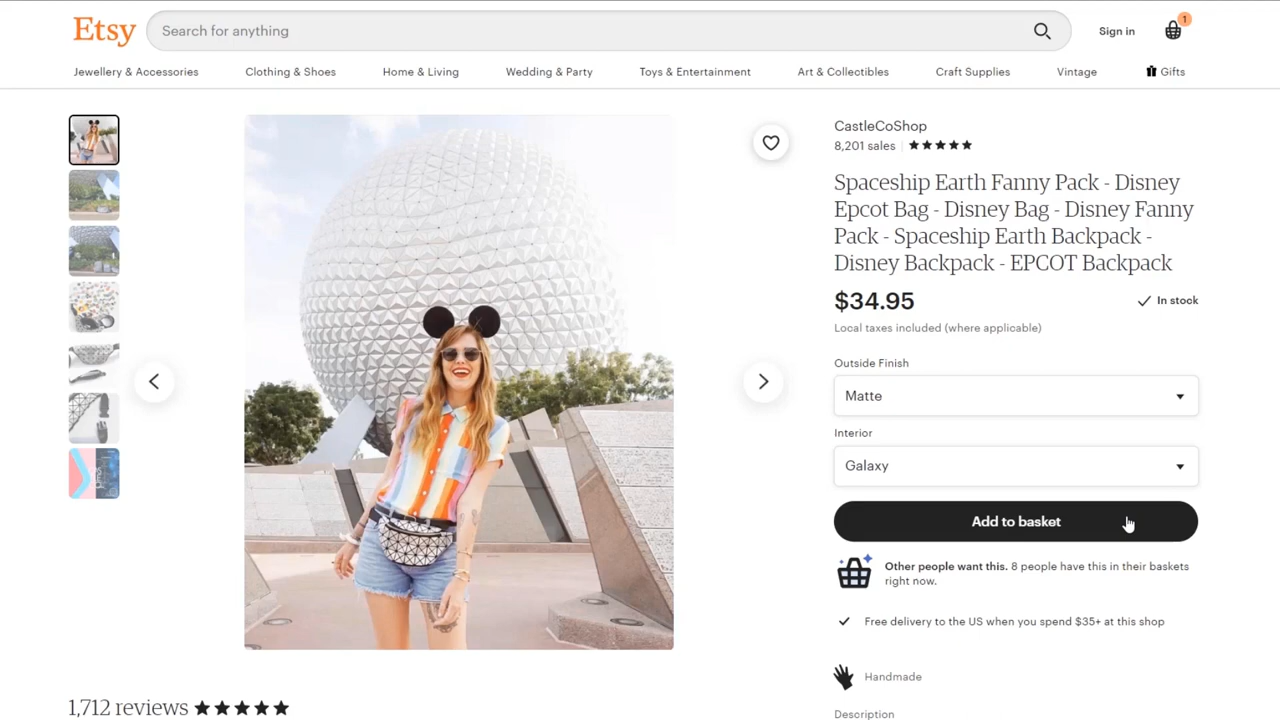 Etsy
Search for anything
Sign in
1
Jewellery & Accessories
Clothing & Shoes
Home & Living
Wedding & Party
Toys & Entertainment
Art & Collectibles
Craft Supplies
Vintage
Gifts
CastleCoShop
8,201 sales
Spaceship Earth Fanny Pack - Disney
Epcot Bag - Disney Bag - Disney Fanny
Pack - Spaceship Earth Backpack -
Disney Backpack - EPCOT Backpack
$34.95
In stock
Local taxes included (where applicable)
Outside Finish
Matte
Interior
Galaxy
Add to basket
Other people want this. 8 people have this in their baskets
right now.
Free delivery to the US when you spend $35+ at this shop
Handmade
Description
1,712 reviews